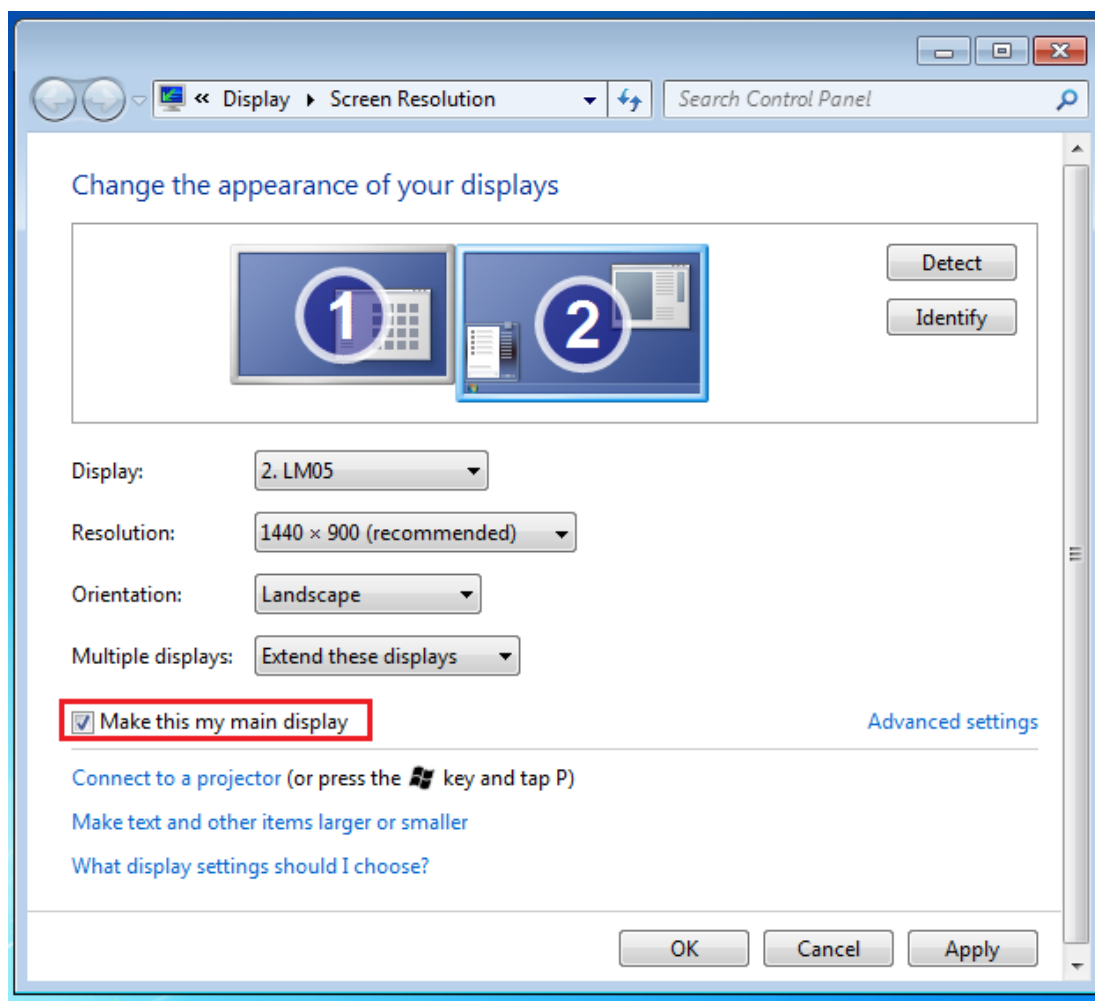 « Display ▸ Screen Resolution
Search Control Panel
Change the appearance of your displays
1
2
Detect
Identify
Display:
2. LM05
Resolution:
1440 × 900 (recommended)
Orientation:
Landscape
Multiple displays:
Extend these displays
Make this my main display
Advanced settings
Connect to a projector (or press the key and tap P)
Make text and other items larger or smaller
What display settings should I choose?
OK
Cancel
Apply